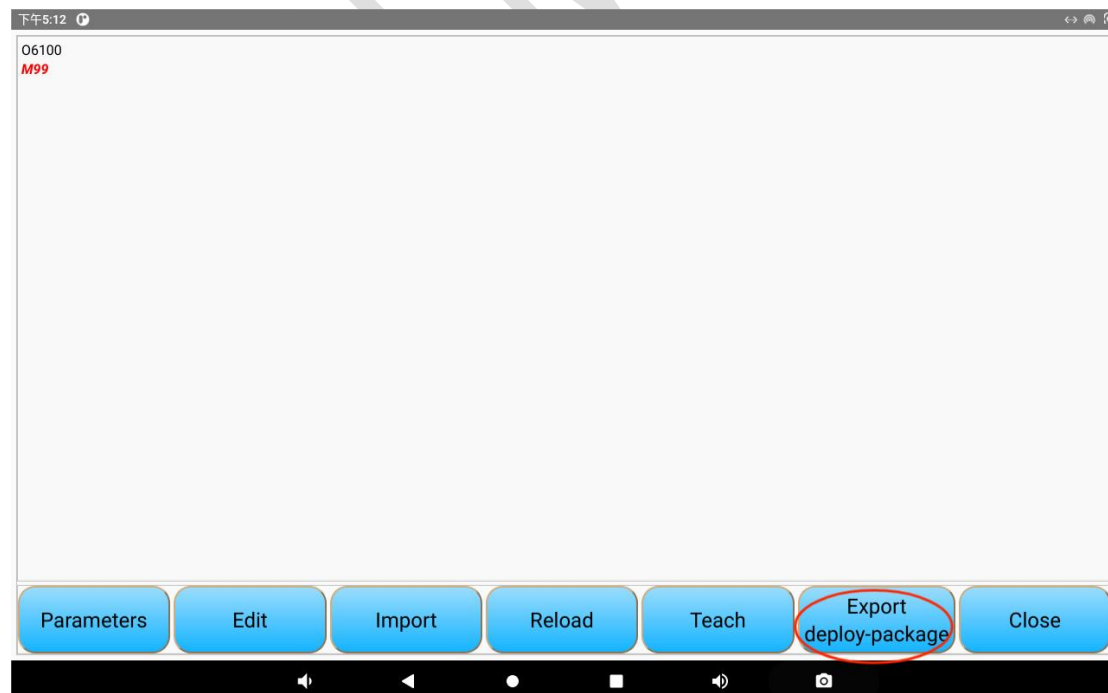 下午5:12
O6100
M99
Parameters
Edit
Import
Reload
Teach
Export
deploy-package
Close